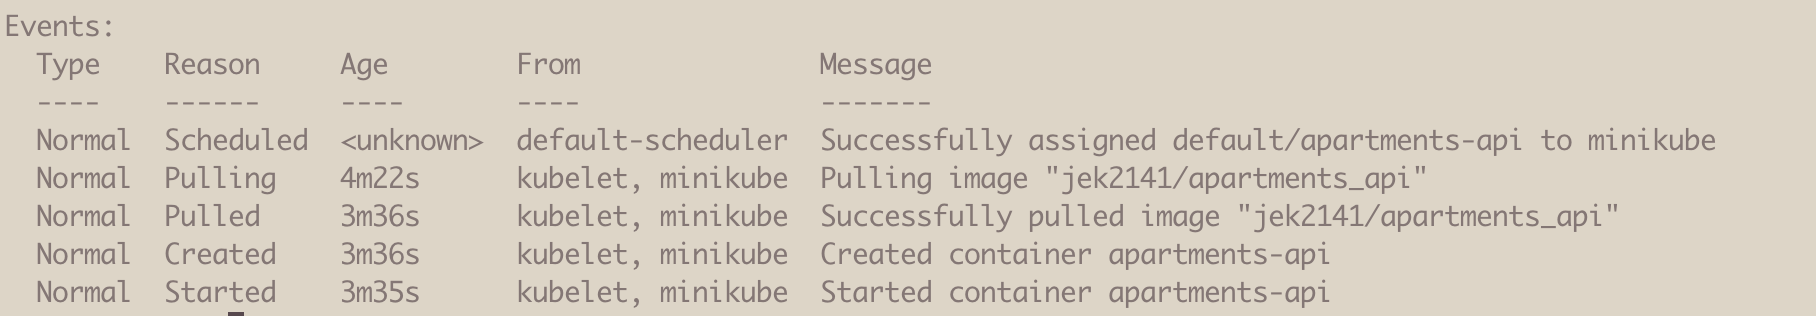 Events:
  Type    Reason     Age        From                Message
  ----    ------     ----       ----                -------
  Normal  Scheduled  <unknown>  default-scheduler   Successfully assigned default/apartments-api to minikube
  Normal  Pulling    4m22s      kubelet, minikube   Pulling image "jek2141/apartments_api"
  Normal  Pulled     3m36s      kubelet, minikube   Successfully pulled image "jek2141/apartments_api"
  Normal  Created    3m36s      kubelet, minikube   Created container apartments-api
  Normal  Started    3m35s      kubelet, minikube   Started container apartments-api